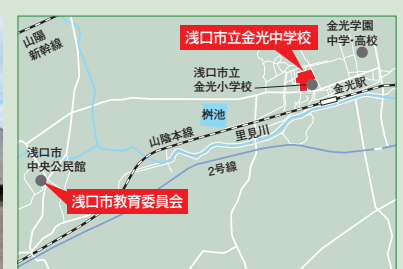 山陽
新幹線
浅口市立金光中学校
金光学園
中学・高校
浅口市立
金光小学校
金光駅
桝池
山陰本線
里見川
2号線
浅口市
中央公民館
浅口市教育委員会